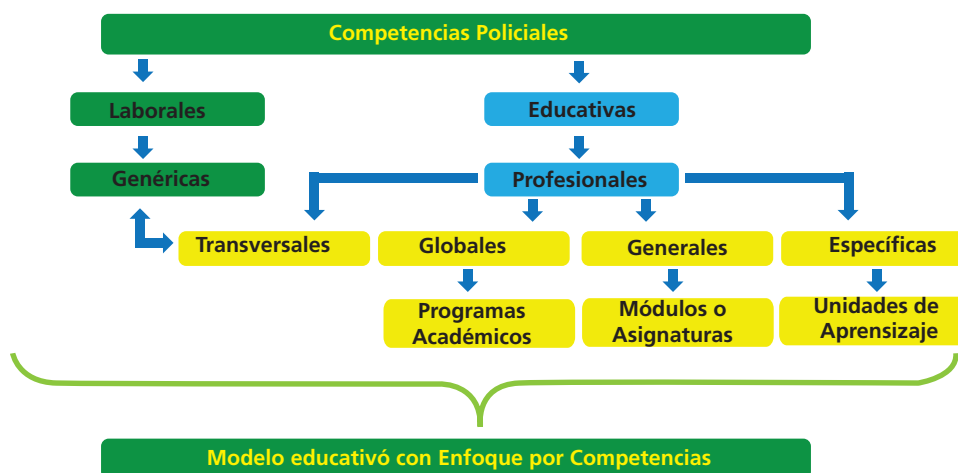 Competencias Policiales
Laborales
Educativas
Genéricas
Profesionales
Transversales
Globales
Generales
Específicas
Programas
Académicos
Módulos o
Asignaturas
Unidades de
Aprensizaje
Modelo educativó con Enfoque por Competencias